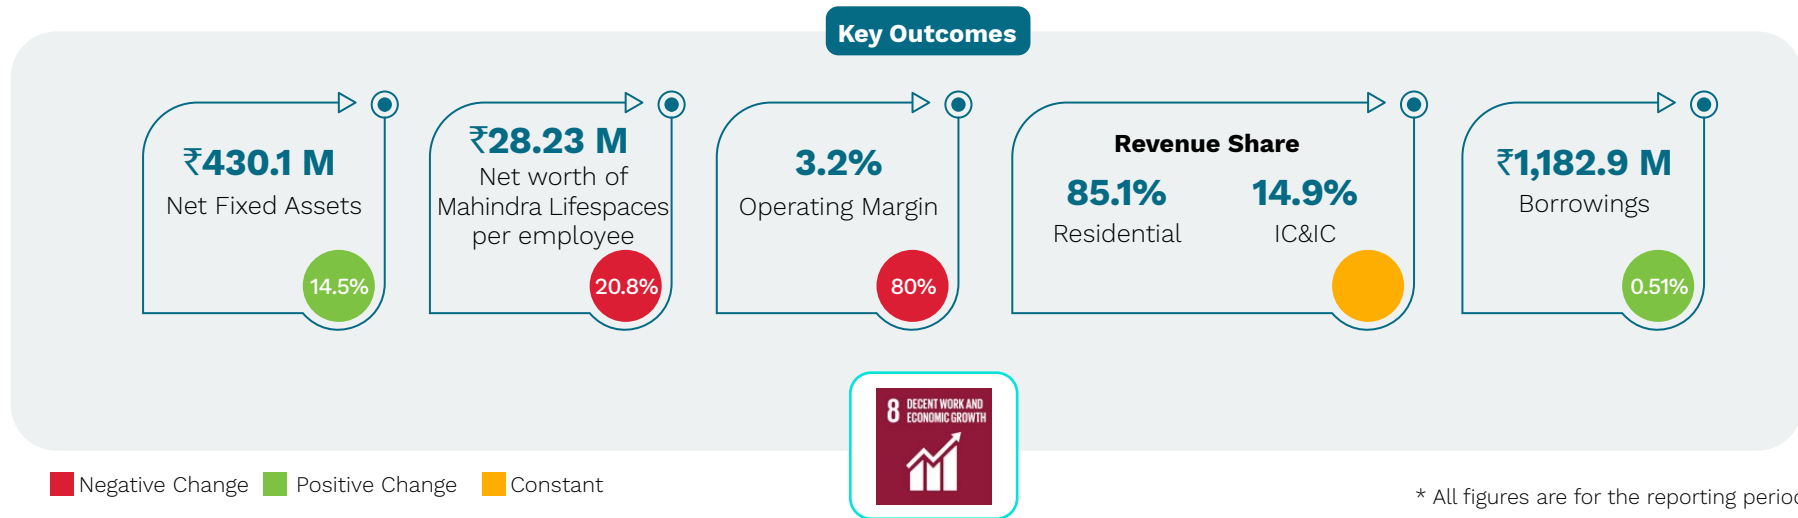 Key Outcomes
₹430.1 M
Net Fixed Assets
14.5%
₹28.23 M
Net worth of
Mahindra Lifespaces
per employee
20.8%
3.2%
Operating Margin
80%
Revenue Share
85.1% 14.9%
Residential IC&IC
₹1,182.9 M
Borrowings
0.51%
8 DECENT WORK AND
ECONOMIC GROWTH
Negative Change Positive Change Constant
* All figures are for the reporting period